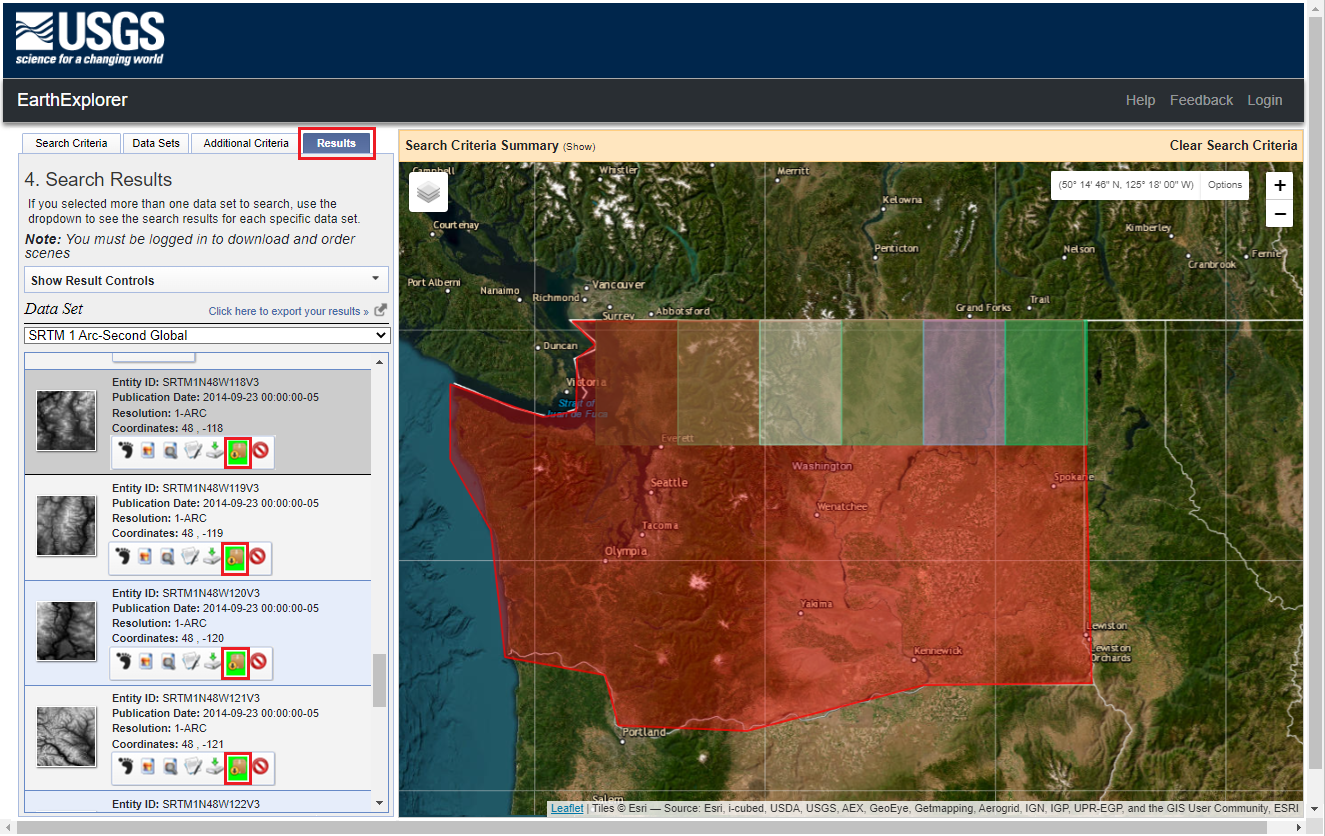 USGS
science for a changing world
EarthExplorer
Help Feedback Login
Search Criteria Data Sets Additional Criteria Results
4. Search Results
If you selected more than one data set to search, use the
dropdown to see the search results for each specific data set.
Note: You must be logged in to download and order
scenes
Show Result Controls
Data Set Click here to export your results »
SRTM 1 Arc-Second Global
Entity ID: SRTM1N48W118V3
Publication Date: 2014-09-23 00:00:00-05
Resolution: 1-ARC
Coordinates: 48 , -118
Entity ID: SRTM1N48W119V3
Publication Date: 2014-09-23 00:00:00-05
Resolution: 1-ARC
Coordinates: 48 , -119
Entity ID: SRTM1N48W120V3
Publication Date: 2014-09-23 00:00:00-05
Resolution: 1-ARC
Coordinates: 48 , -120
Entity ID: SRTM1N48W121V3
Publication Date: 2014-09-23 00:00:00-05
Resolution: 1-ARC
Coordinates: 48 , -121
Entity ID: SRTM1N48W122V3
Search Criteria Summary (Show) Clear Search Criteria
(50° 14' 46" N, 125° 18' 00" W) Options
+
−
Campbell
Whistler
Merritt
Kelowna
Courtenay
Kimberley
Penticton
Nelson
Fernie
Cranbrook
Port Alberni
Nanaimo
Vancouver
Richmond
Surrey
Abbotsford
Grand Forks
Trail
Duncan
Victoria
Strait of
Juan de Fuca
Everett
Washington
Seattle
Spokane
Wenatchee
Tacoma
Olympia
Yakima
Lewiston
Kennewick
Lewiston
Orchards
Portland
Salem
Leaflet | Tiles © Esri — Source: Esri, i-cubed, USDA, USGS, AEX, GeoEye, Getmapping, Aerogrid, IGN, IGP, UPR-EGP, and the GIS User Community, ESRI